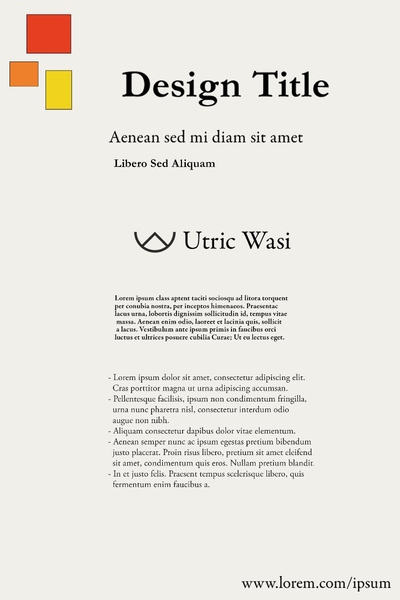 Design Title
Aenean sed mi diam sit amet
Libero Sed Aliquam
Utric Wasi
Lorem ipsum class aptent taciti sociosqu ad litora torquent
per conubia nostra, per inceptos himenaeos. Praesentac
lacus urna, lobortis dignissim sollicitudin id, tempus vitae
massa. Aenean enim odio, laoreet et lacinia quis, sollicit
a lacus. Vestibulum ante ipsum primis in faucibus orci
luctus et ultrices posuere cubilia Curae; Ut eu lectus eget.
- Lorem ipsum dolor sit amet, consectetur adipiscing elit.
Cras porttitor magna ut urna adipiscing accumsan.
- Pellentesque facilisis, ipsum non condimentum fringilla,
urna nunc pharetra nisl, consectetur interdum odio
augue non nibh.
- Aliquam consectetur dapibus dolor vitae elementum.
- Aenean semper nunc ac ipsum egestas pretium bibendum
justo placerat. Proin risus libero, pretium sit amet eleifend
sit amet, condimentum quis eros. Nullam pretium blandit
- In et justo felis. Praesent tempus scelerisque libero, quis
fermentum enim faucibus a.
www.lorem.com/ipsum